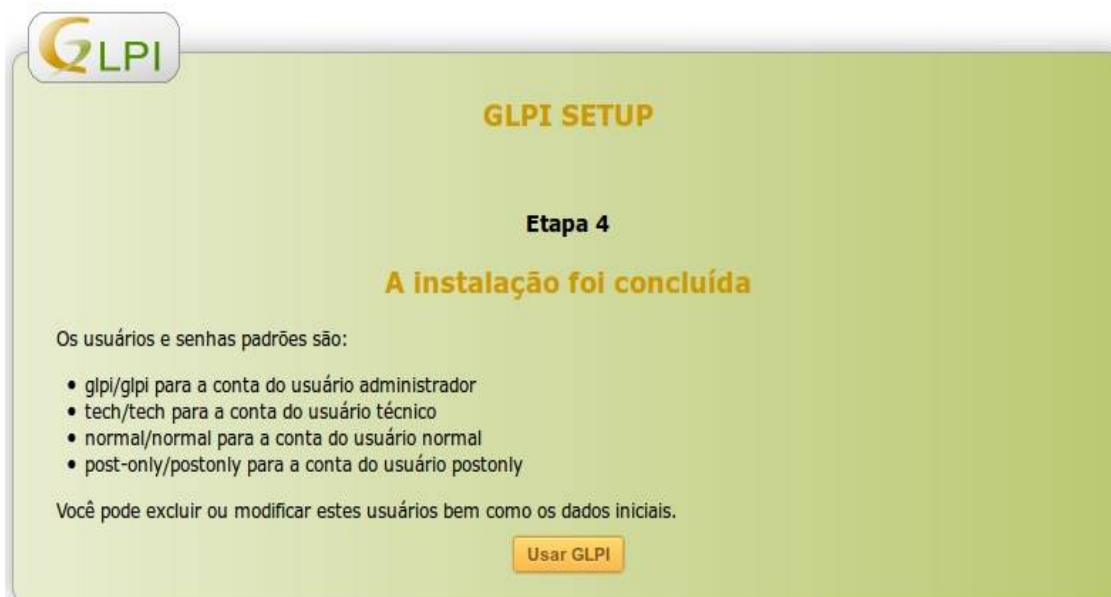 GLPI
GLPI SETUP
Etapa 4
A instalação foi concluída
Os usuários e senhas padrões são:
• glpi/glpi para a conta do usuário administrador
• tech/tech para a conta do usuário técnico
• normal/normal para a conta do usuário normal
• post-only/postonly para a conta do usuário postonly
Você pode excluir ou modificar estes usuários bem como os dados iniciais.
Usar GLPI